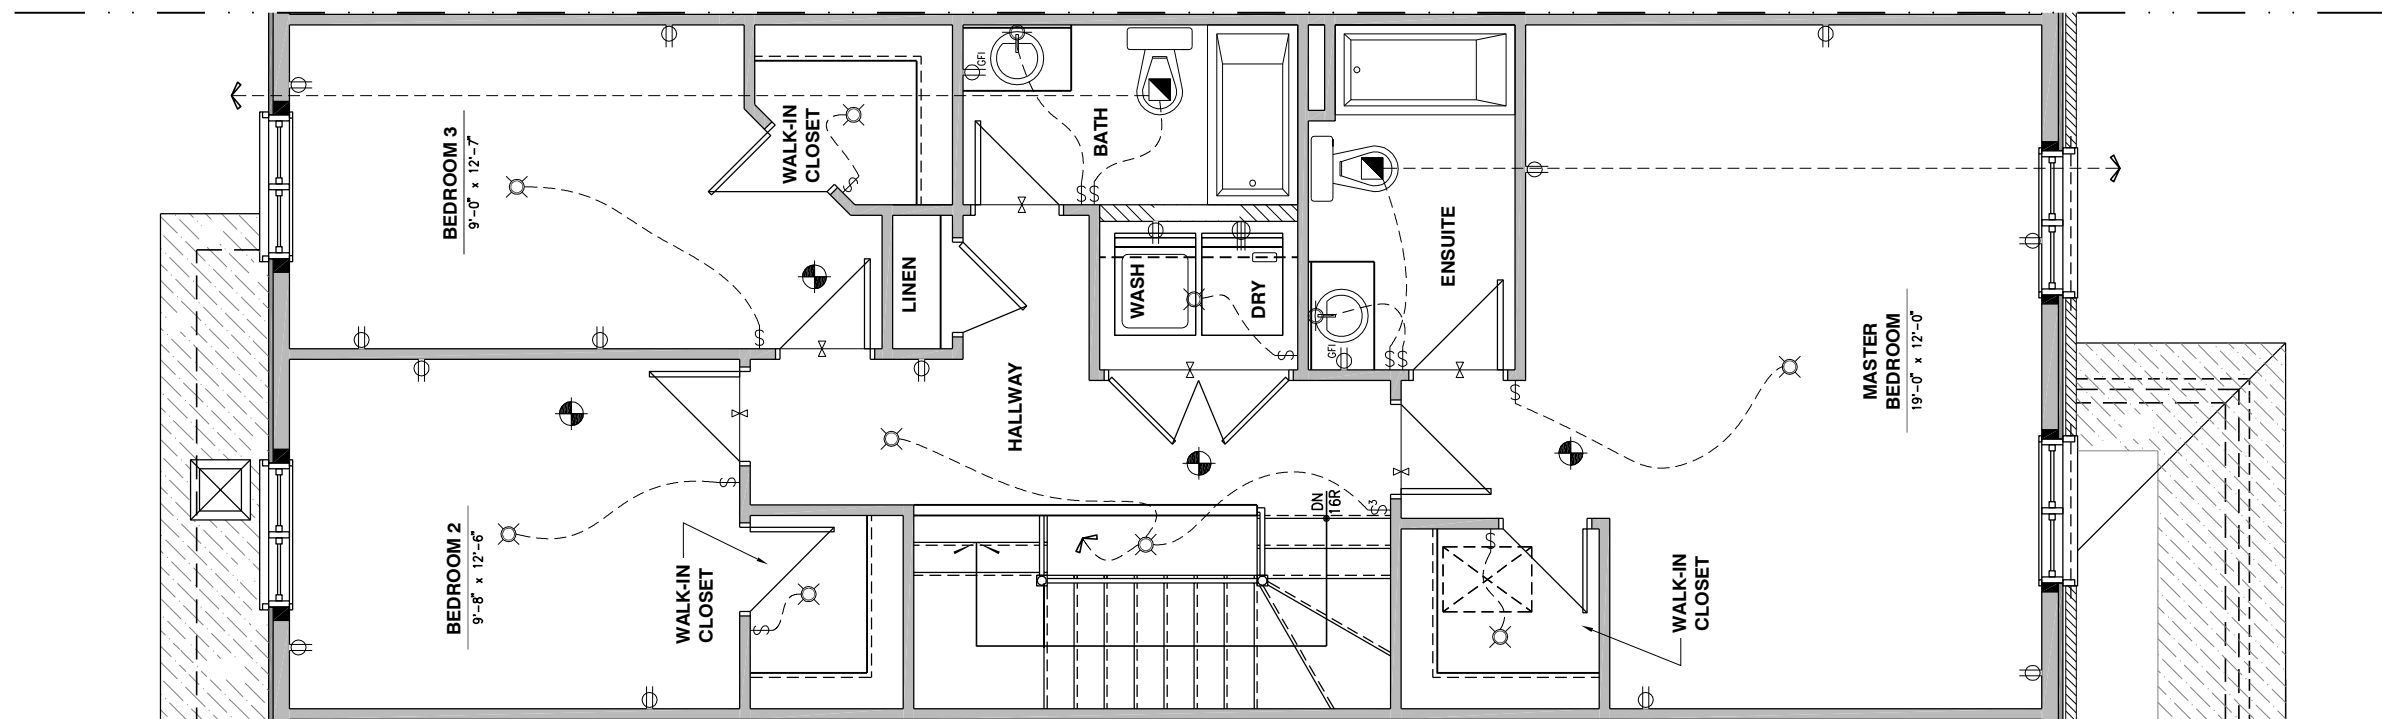 BEDROOM 3
9'-0" x 12'-7"
WALK-IN
CLOSET
GFI
BATH
LINEN
WASH
DRY
ENSUITE
GFI
MASTER
BEDROOM
19'-0" x 12'-0"
HALLWAY
DN
16R
BEDROOM 2
9'-8" x 12'-6"
WALK-IN
CLOSET
WALK-IN
CLOSET
S
S
S S
S
S S
S
S
S3
S
S